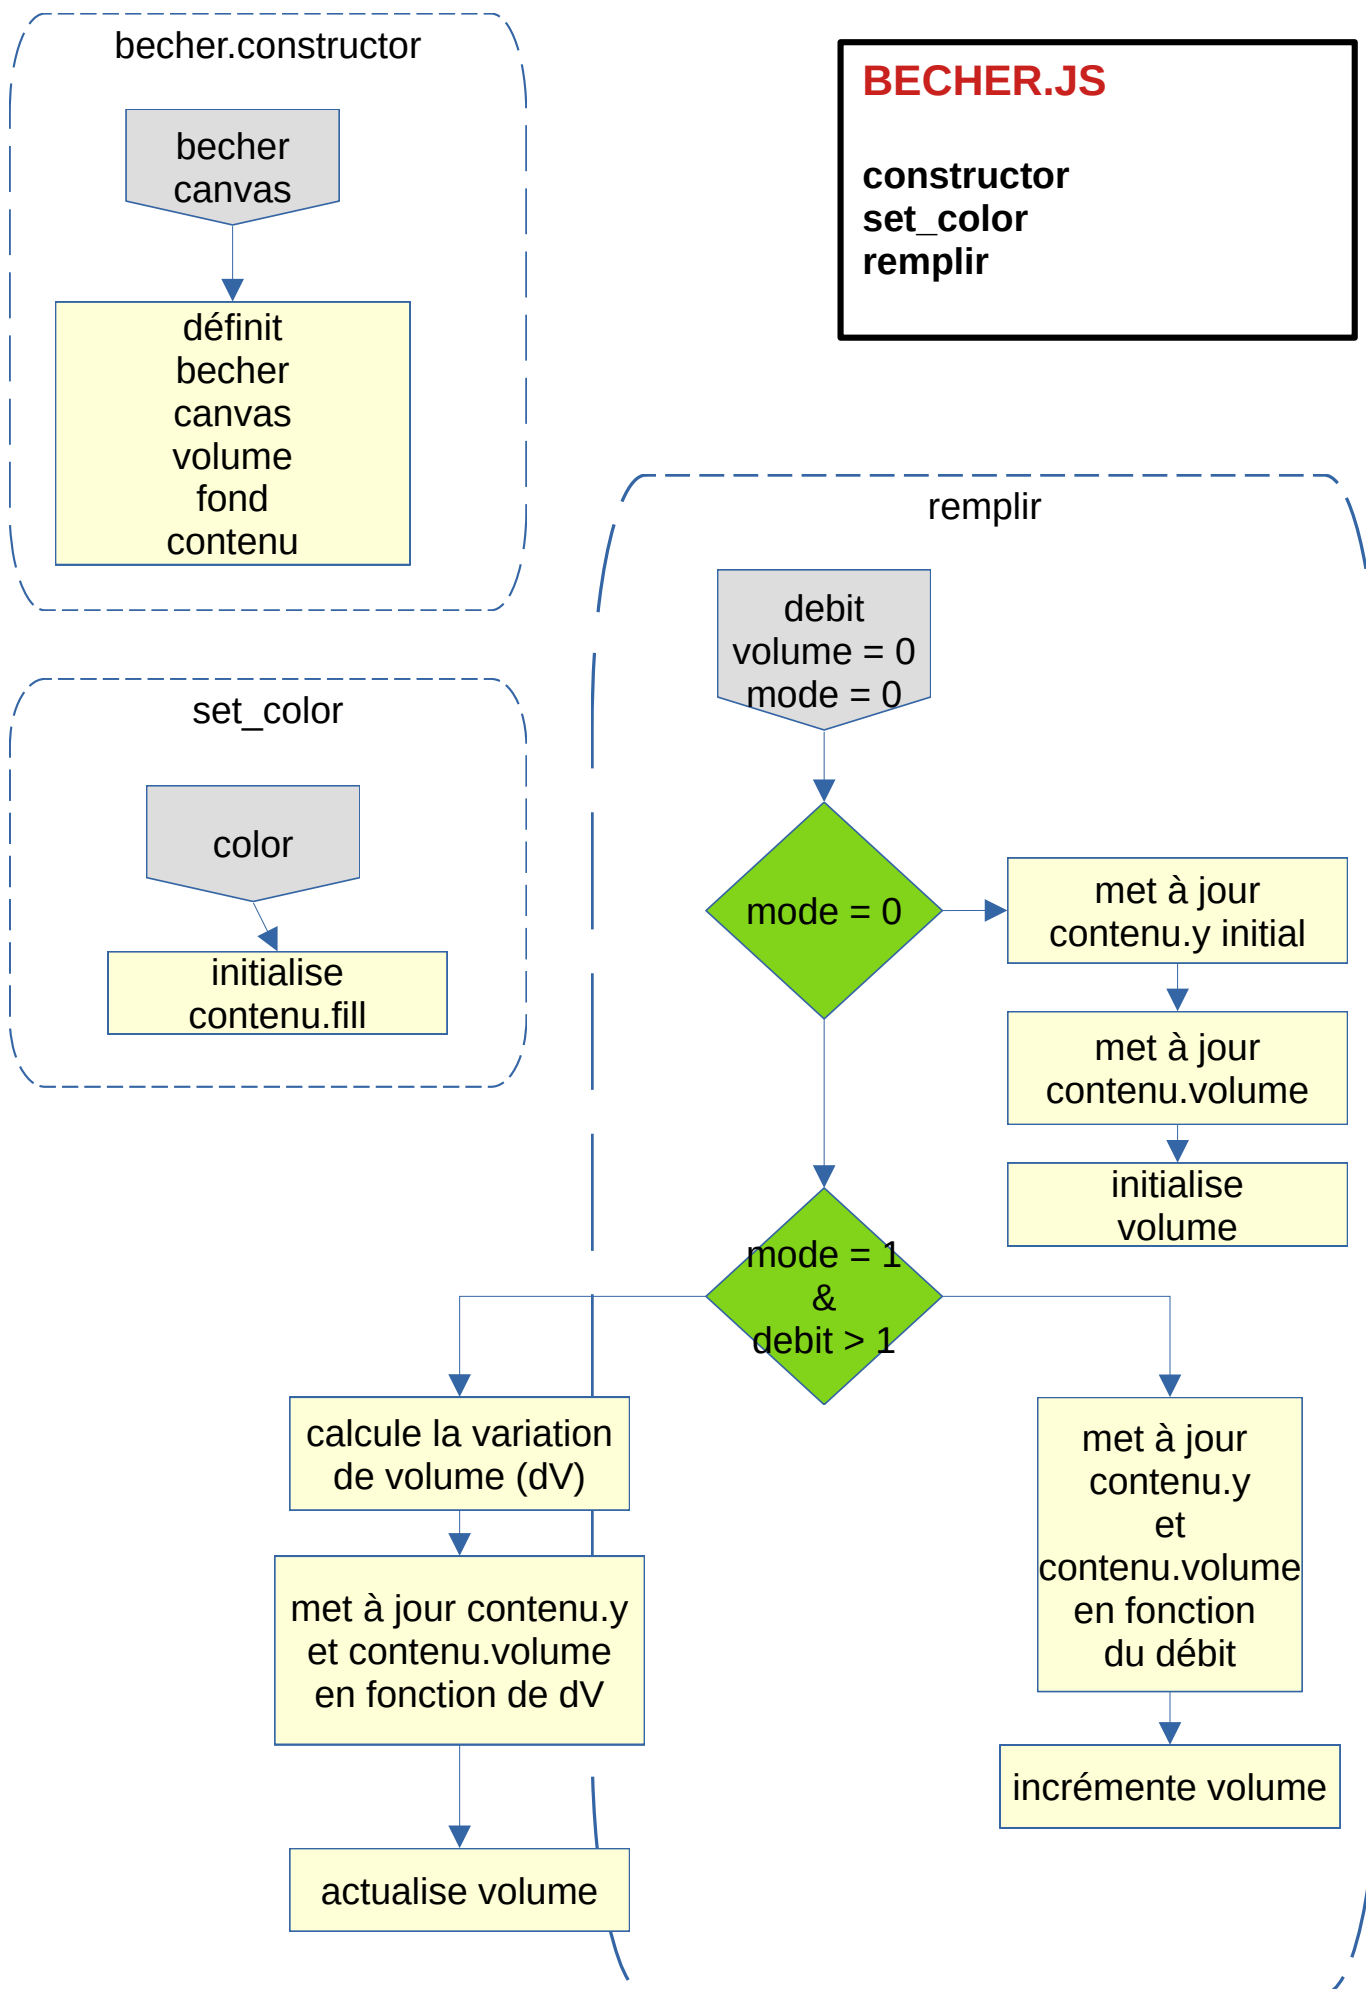 becher.constructor
becher
canvas
définit
becher
canvas
volume
fond
contenu
BECHER.JS
constructor
set_color
remplir
set_color
color
initialise
contenu.fill
remplir
debit
volume = 0
mode = 0
mode = 0
met à jour
contenu.y initial
met à jour
contenu.volume
initialise
volume
mode = 1
&
debit > 1
calcule la variation
de volume (dV)
met à jour contenu.y
et contenu.volume
en fonction de dV
actualise volume
met à jour
contenu.y
et
contenu.volume
en fonction
du débit
incrémente volume